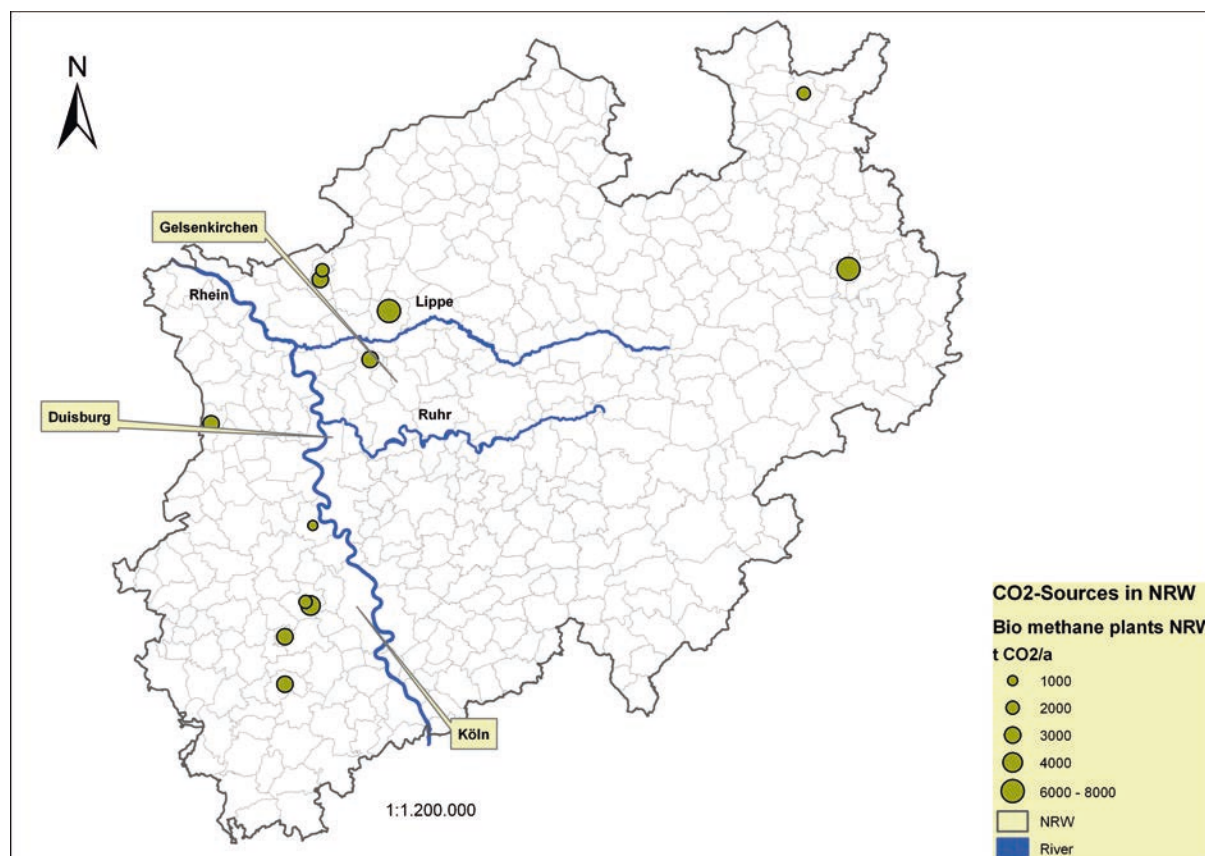 N
Gelsenkirchen
Rhein
Lippe
Duisburg
Ruhr
Köln
1:1.200.000
CO2-Sources in NRW
Bio methane plants NRW
t CO2/a
1000
2000
3000
4000
6000 - 8000
NRW
River